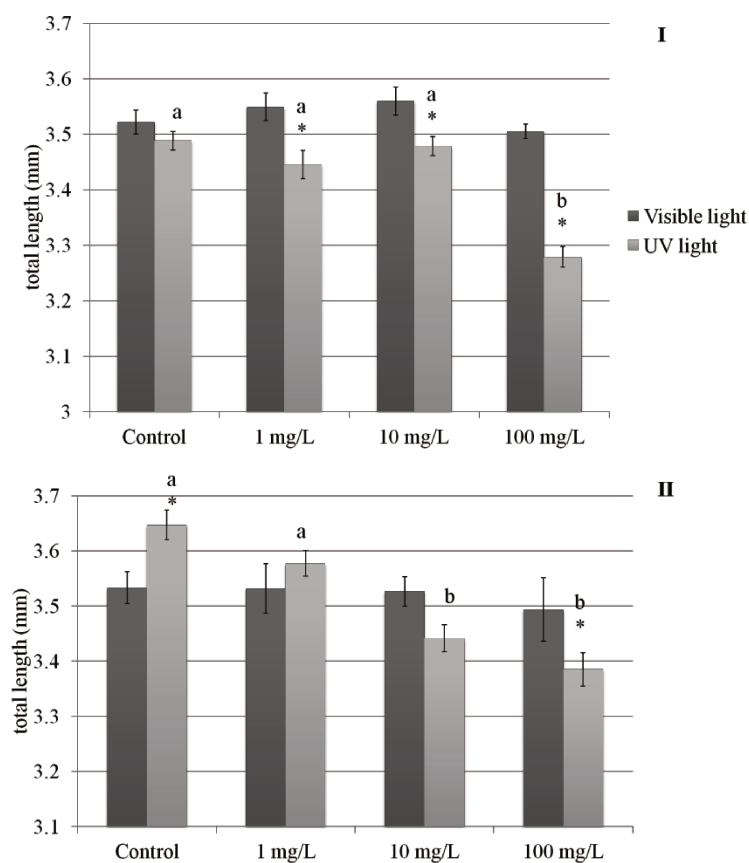 I
3.7
3.6
3.5
3.4
3.3
3.2
3.1
3
total length (mm)
a
a
*
a
*
b
*
Visible light
UV light
Control 1 mg/L 10 mg/L 100 mg/L
II
3.7
3.6
3.5
3.4
3.3
3.2
3.1
total length (mm)
a
*
a
b
b
*
Control 1 mg/L 10 mg/L 100 mg/L